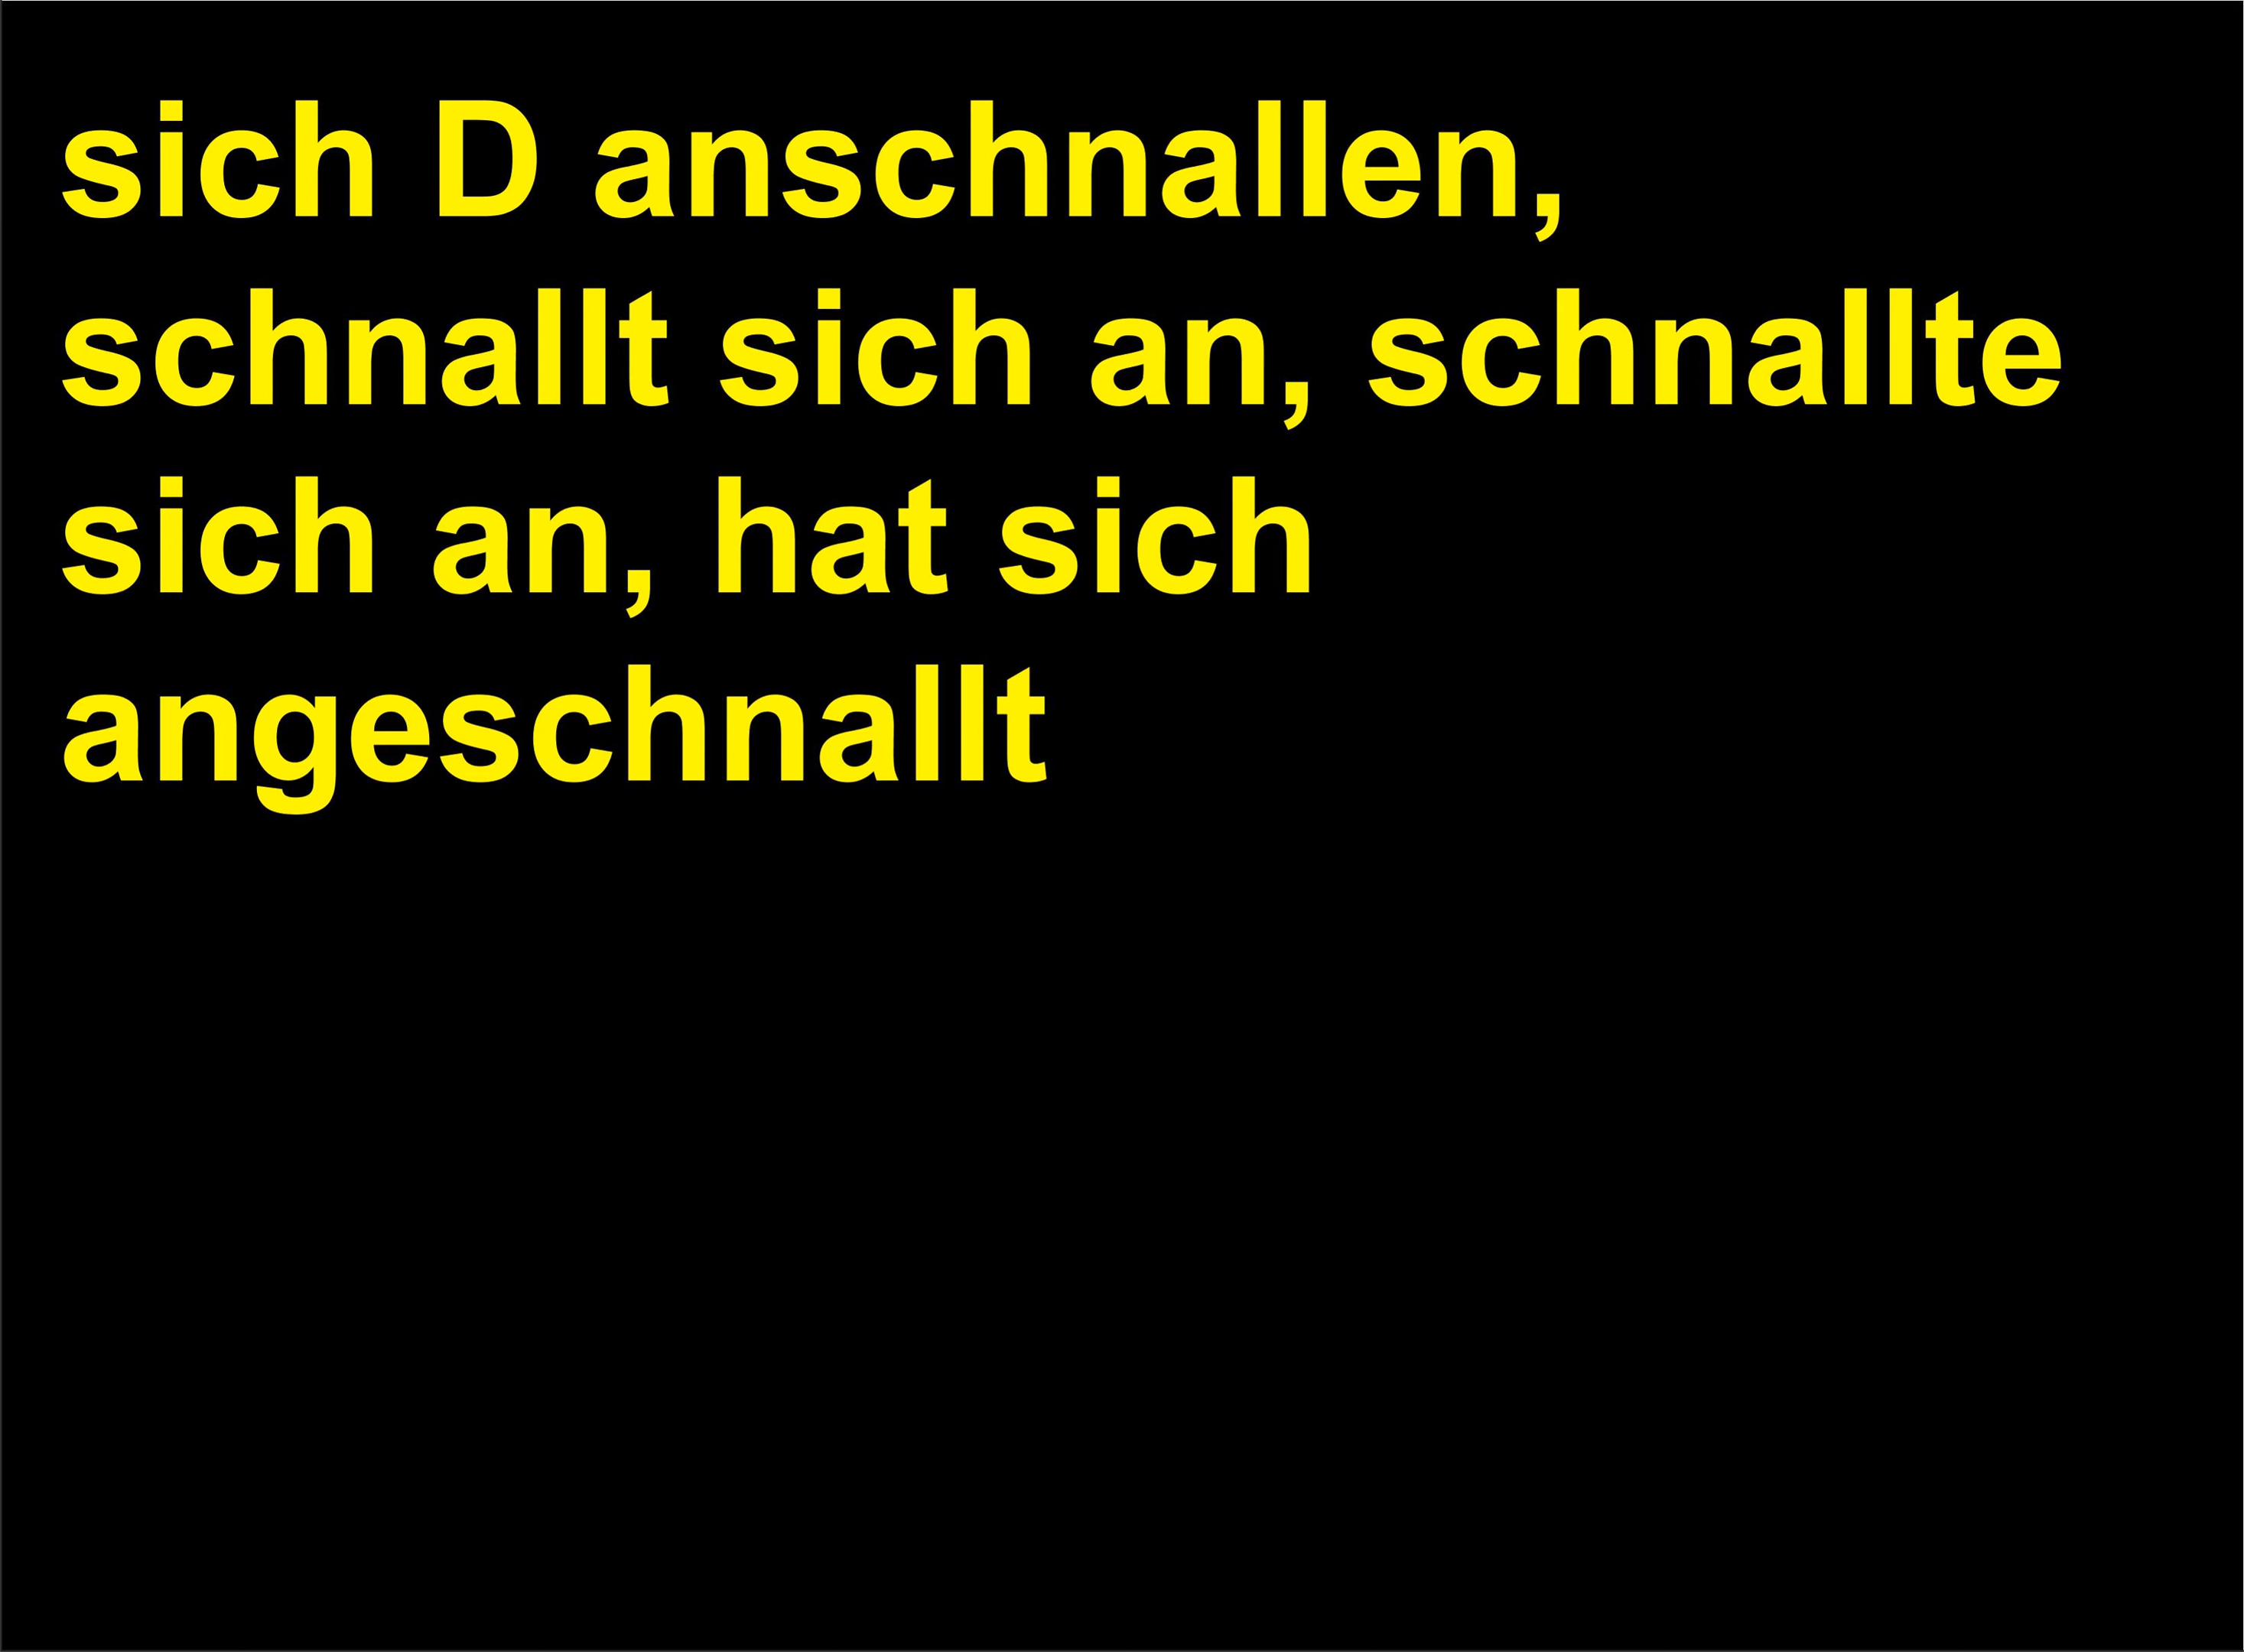 sich D anschnallen,
schnallt sich an, schnallte
sich an, hat sich
angeschnallt